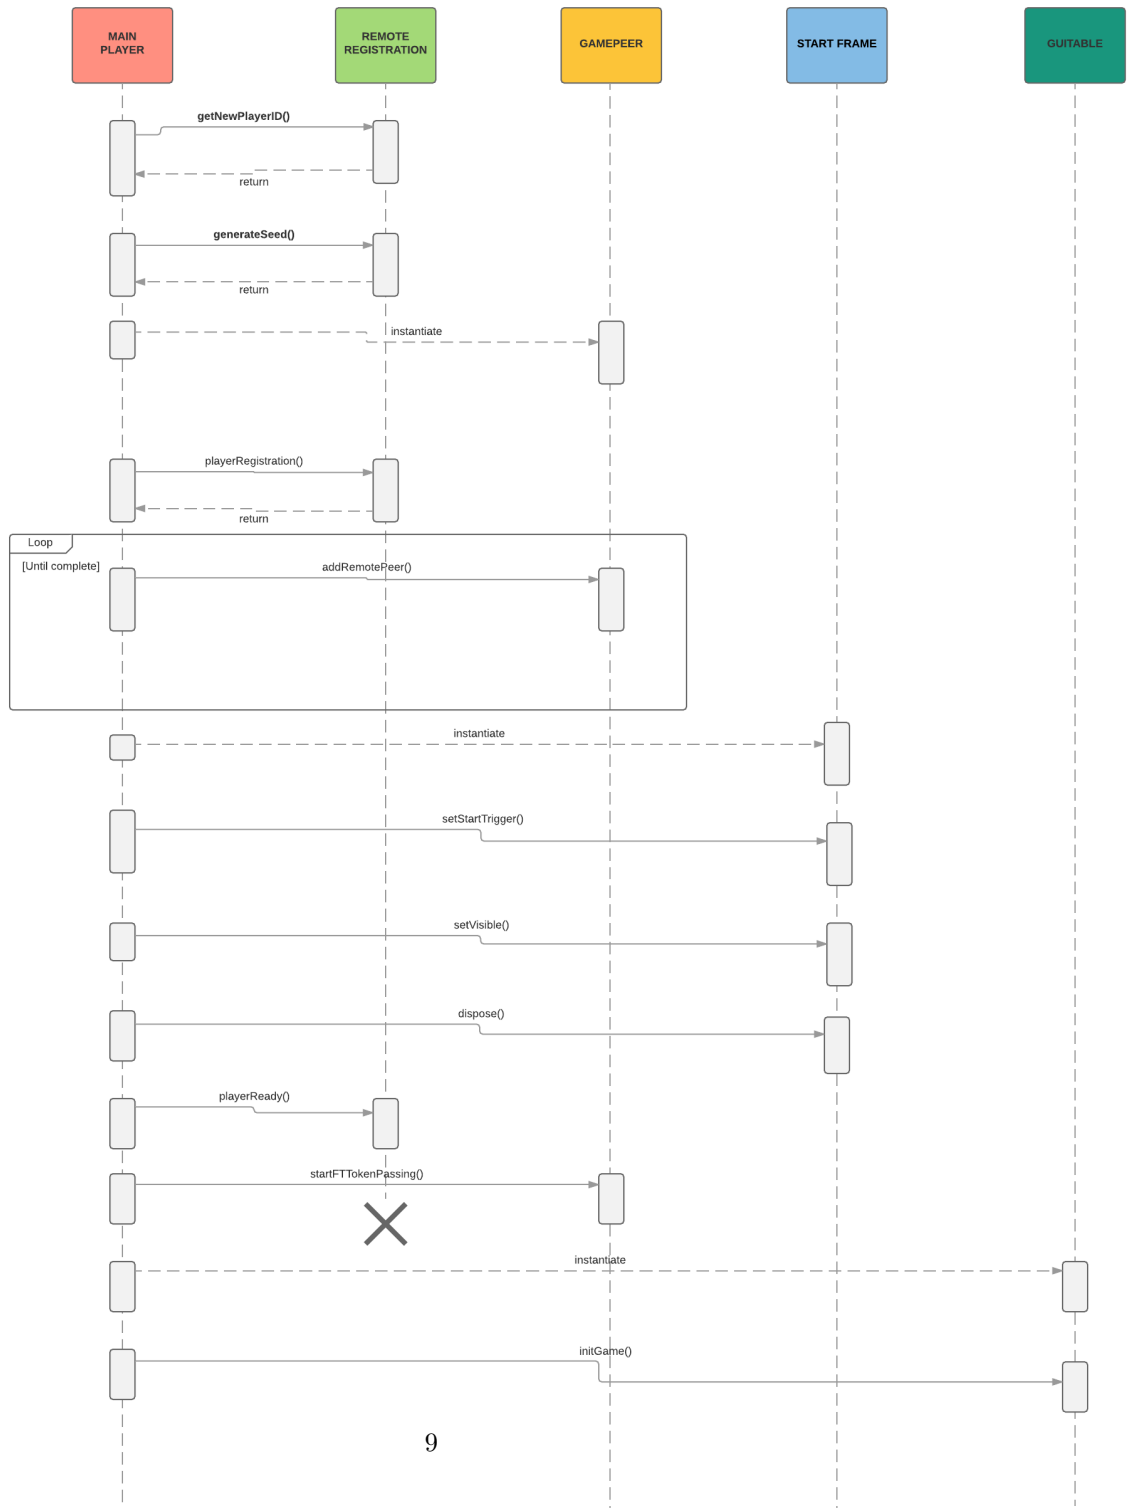 MAIN
PLAYER
REMOTE
REGISTRATION
GAMEPEER
START FRAME
GUITABLE
getNewPlayerID()
return
generateSeed()
return
instantiate
playerRegistration()
return
Loop
[Until complete]
addRemotePeer()
instantiate
setStartTrigger()
setVisible()
dispose()
playerReady()
startFTTokenPassing()
instantiate
initGame()
9